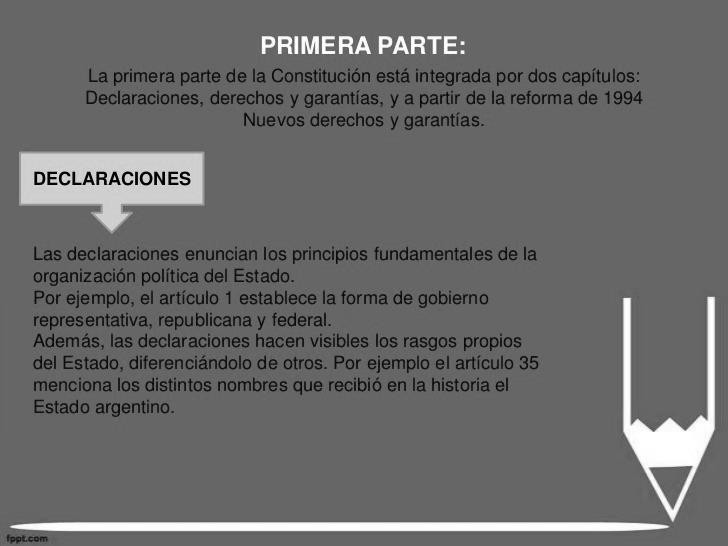 PRIMERA PARTE:
La primera parte de la Constitución está integrada por dos capítulos:
Declaraciones, derechos y garantías, y a partir de la reforma de 1994
Nuevos derechos y garantías.
DECLARACIONES
Las declaraciones enuncian los principios fundamentales de la
organización política del Estado.
Por ejemplo, el artículo 1 establece la forma de gobierno
representativa, republicana y federal.
Además, las declaraciones hacen visibles los rasgos propios
del Estado, diferenciándolo de otros. Por ejemplo el artículo 35
menciona los distintos nombres que recibió en la historia el
Estado argentino.
fppt.com